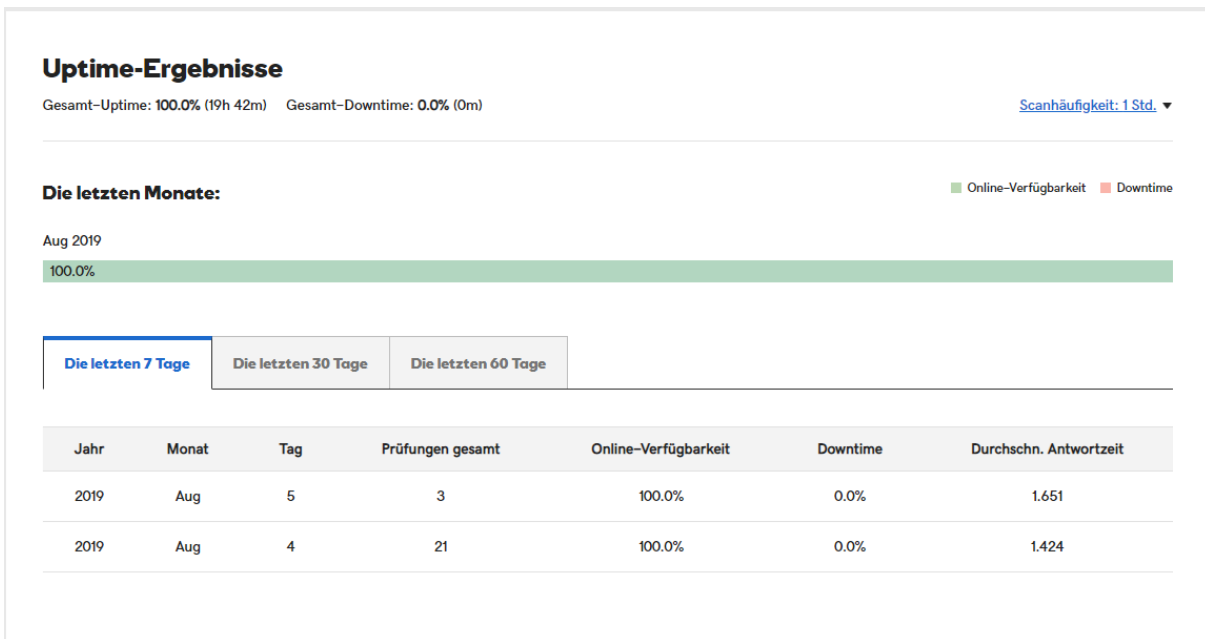 Uptime-Ergebnisse
Gesamt-Uptime: 100.0% (19h 42m) Gesamt-Downtime: 0.0% (0m) Scanhäufigkeit: 1 Std.
Die letzten Monate: Online-Verfügbarkeit Downtime
Aug 2019
100.0%
Die letzten 7 Tage Die letzten 30 Tage Die letzten 60 Tage
Jahr Monat Tag Prüfungen gesamt Online-Verfügbarkeit Downtime Durchschn. Antwortzeit
2019 Aug 5 3 100.0% 0.0% 1.651
2019 Aug 4 21 100.0% 0.0% 1.424